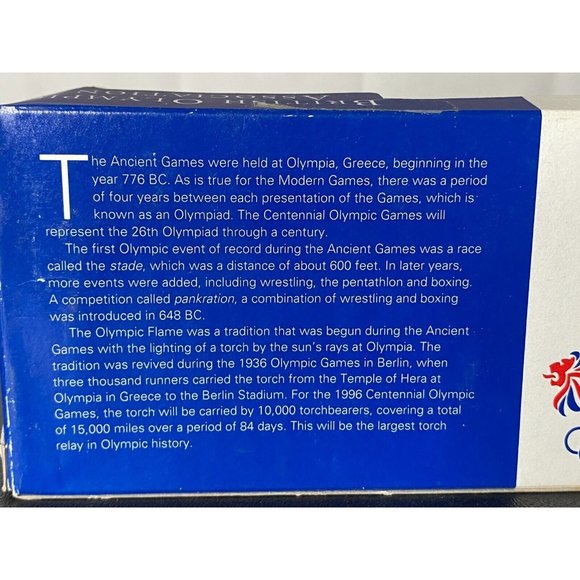 BRITISH OLYMPIC
ASSOCIATION
The Ancient Games were held at Olympia, Greece, beginning in the
year 776 BC. As is true for the Modern Games, there was a period
of four years between each presentation of the Games, which is
known as an Olympiad. The Centennial Olympic Games will
represent the 26th Olympiad through a century.
The first Olympic event of record during the Ancient Games was a race
called the stade, which was a distance of about 600 feet. In later years,
more events were added, including wrestling, the pentathlon and boxing.
A competition called pankration, a combination of wrestling and boxing
was introduced in 648 BC.
The Olympic Flame was a tradition that was begun during the Ancient
Games with the lighting of a torch by the sun's rays at Olympia. The
tradition was revived during the 1936 Olympic Games in Berlin, when
three thousand runners carried the torch from the Temple of Hera at
Olympia in Greece to the Berlin Stadium. For the 1996 Centennial Olympic
Games, the torch will be carried by 10,000 torchbearers, covering a total
of 15,000 miles over a period of 84 days. This will be the largest torch
relay in Olympic history.